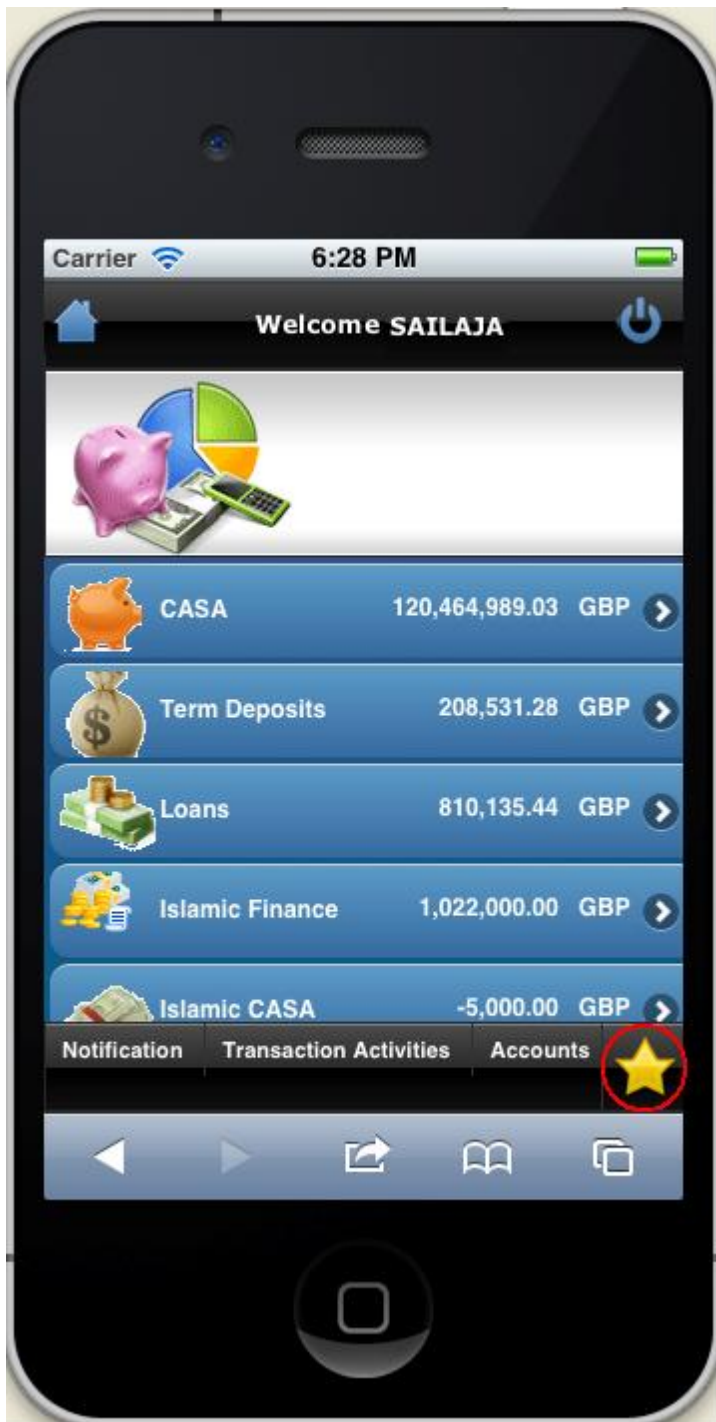 Carrier 6:28 PM
Welcome SAILAJA
CASA 120,464,989.03 GBP
Term Deposits 208,531.28 GBP
Loans 810,135.44 GBP
Islamic Finance 1,022,000.00 GBP
Islamic CASA -5,000.00 GBP
Notification Transaction Activities Accounts